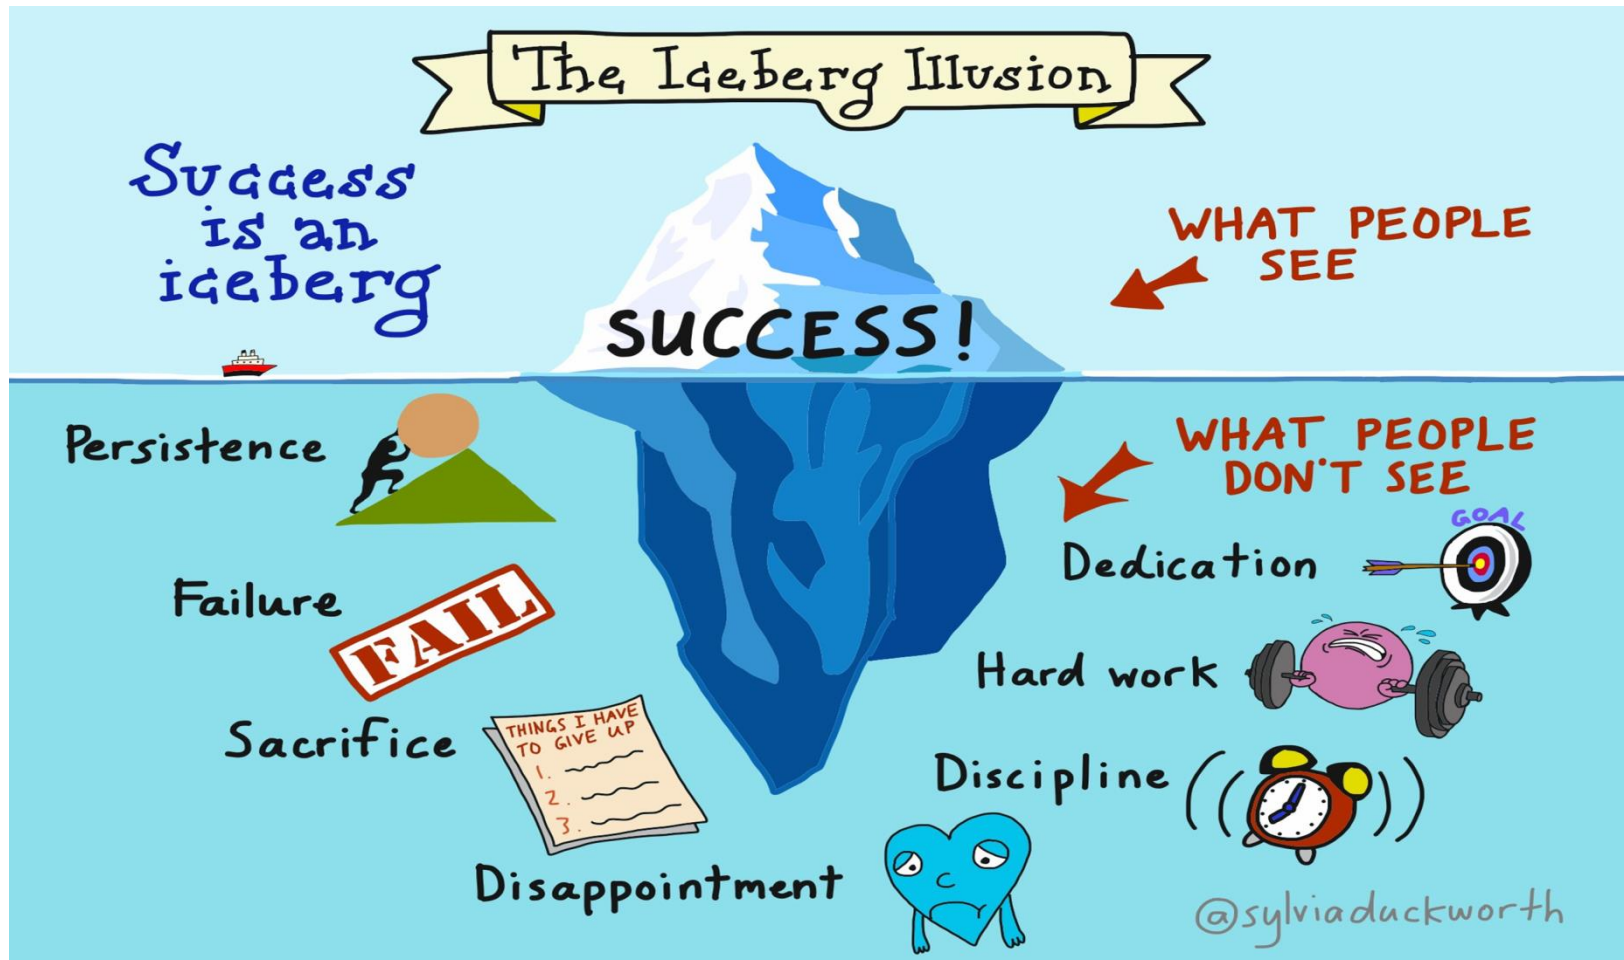 The Iceberg Illusion
Success
is an
iceberg
WHAT PEOPLE
SEE
SUCCESS!
WHAT PEOPLE
DON'T SEE
Persistence
Failure
FAIL
Sacrifice
THINGS I HAVE
TO GIVE UP
1.
2.
3.
Disappointment
GOAL
Dedication
Hard work
Discipline
@sylviaduckworth